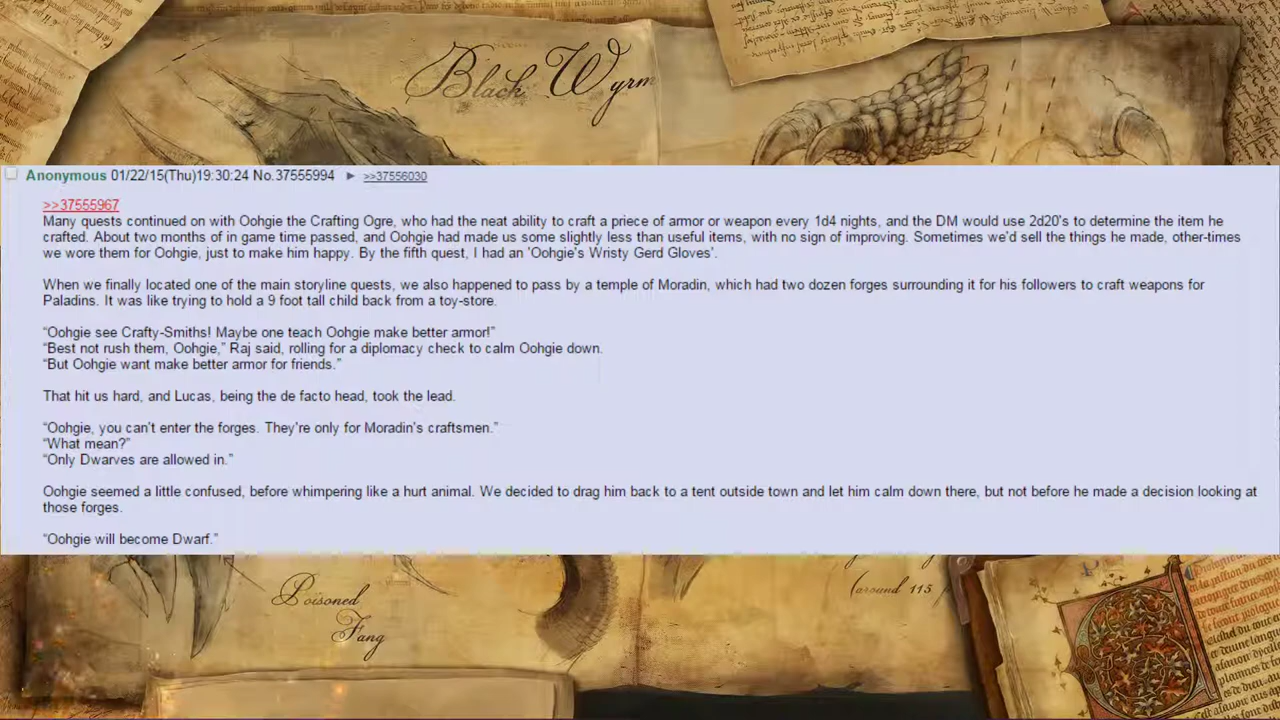 Black Wyrm
Anonymous 01/22/15(Thu)19:30:24 No.37555994 ▶ >>37556030
>>37555967
Many quests continued on with Oohgie the Crafting Ogre, who had the neat ability to craft a priece of armor or weapon every 1d4 nights, and the DM would use 2d20's to determine the item he
crafted. About two months of in game time passed, and Oohgie had made us some slightly less than useful items, with no sign of improving. Sometimes we'd sell the things he made, other-times
we wore them for Oohgie, just to make him happy. By the fifth quest, I had an 'Oohgie's Wristy Gerd Gloves'.
When we finally located one of the main storyline quests, we also happened to pass by a temple of Moradin, which had two dozen forges surrounding it for his followers to craft weapons for
Paladins. It was like trying to hold a 9 foot tall child back from a toy-store.
“Oohgie see Crafty-Smiths! Maybe one teach Oohgie make better armor!”
“Best not rush them, Oohgie,” Raj said, rolling for a diplomacy check to calm Oohgie down.
“But Oohgie want make better armor for friends.”
That hit us hard, and Lucas, being the de facto head, took the lead.
“Oohgie, you can’t enter the forges. They’re only for Moradin’s craftsmen.”
“What mean?”
“Only Dwarves are allowed in.”
Oohgie seemed a little confused, before whimpering like a hurt animal. We decided to drag him back to a tent outside town and let him calm down there, but not before he made a decision looking at
those forges.
“Oohgie will become Dwarf.”
Poisoned
Fang
(around 115